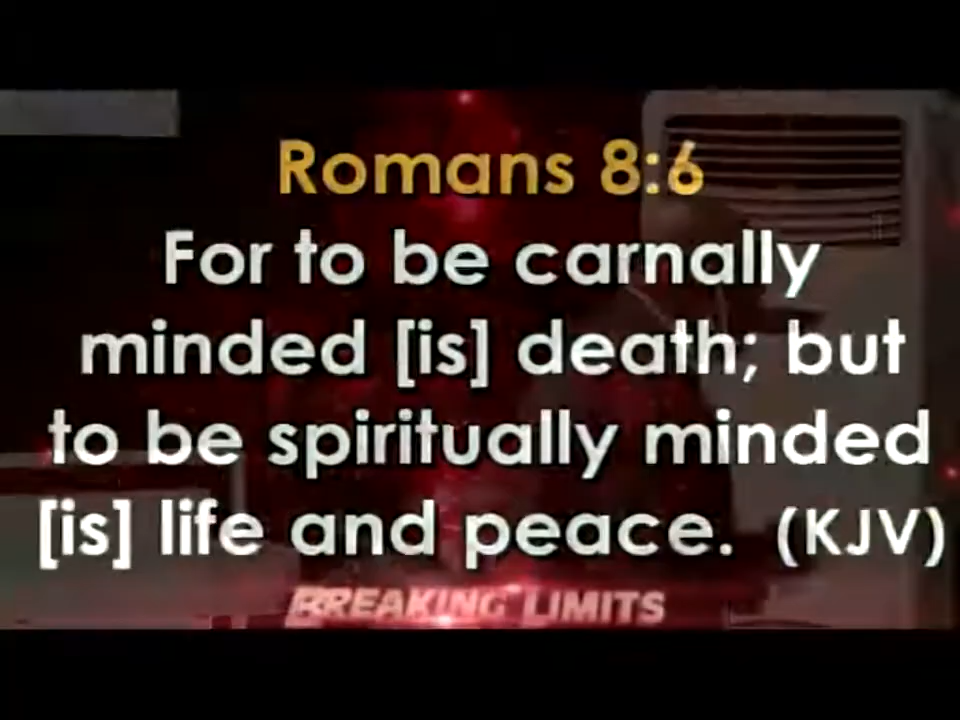 Romans 8:6
For to be carnally
minded [is] death; but
to be spiritually minded
[is] life and peace. (KJV)
BREAKING LIMITS